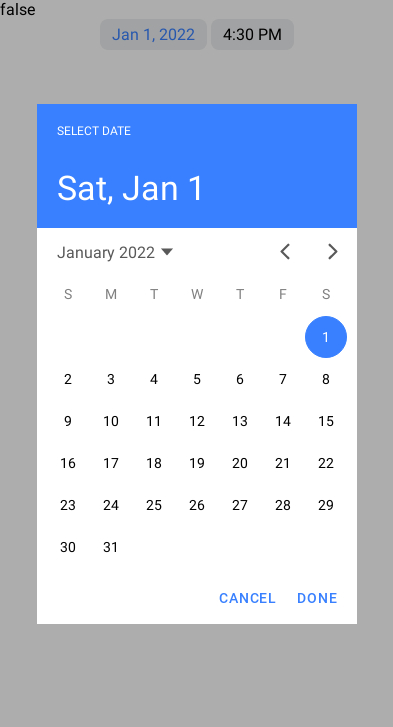 false
Jan 1, 2022 4:30 PM
SELECT DATE
Sat, Jan 1
January 2022
S M T W T F S
1
2 3 4 5 6 7 8
9 10 11 12 13 14 15
16 17 18 19 20 21 22
23 24 25 26 27 28 29
30 31
CANCEL DONE